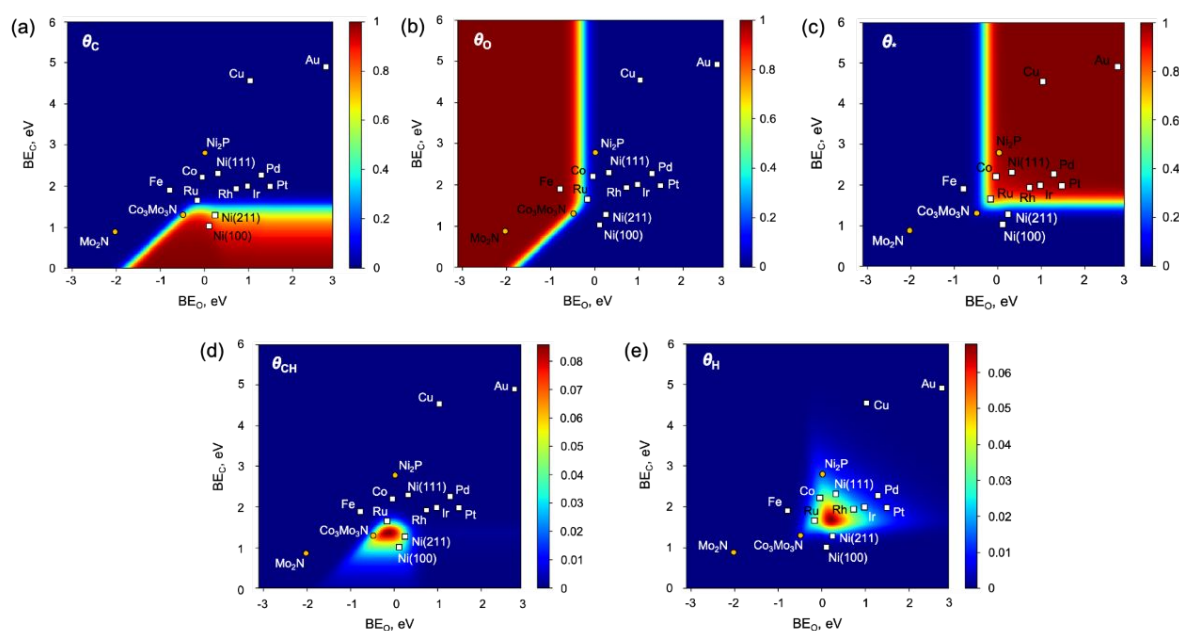 (a)
θC
6
5
4
3
2
1
0
BEC, eV
-3
-2
-1
0
1
2
3
BEO, eV
Au
Cu
Ni2P
Ni(111)
Co
Pd
Fe
Ru
Rh
Ir
Pt
Co3Mo3N
Ni(211)
Ni(100)
Mo2N
1
0.8
0.6
0.4
0.2
0
(b)
θO
6
5
4
3
2
1
0
BEC, eV
-3
-2
-1
0
1
2
3
BEO, eV
Au
Cu
Ni2P
Ni(111)
Co
Pd
Fe
Ru
Rh
Ir
Pt
Co3Mo3N
Ni(211)
Ni(100)
Mo2N
1
0.8
0.6
0.4
0.2
0
(c)
θ*
6
5
4
3
2
1
0
BEC, eV
-3
-2
-1
0
1
2
3
BEO, eV
Au
Cu
Ni2P
Ni(111)
Co
Pd
Fe
Ru
Rh
Ir
Pt
Co3Mo3N
Ni(211)
Ni(100)
Mo2N
1
0.8
0.6
0.4
0.2
0
(d)
θCH
6
5
4
3
2
1
0
BEC, eV
-3
-2
-1
0
1
2
3
BEO, eV
Au
Cu
Ni2P
Ni(111)
Co
Pd
Fe
Ru
Rh
Ir
Pt
Co3Mo3N
Ni(211)
Ni(100)
Mo2N
0.08
0.07
0.06
0.05
0.04
0.03
0.02
0.01
0
(e)
θH
6
5
4
3
2
1
0
BEC, eV
-3
-2
-1
0
1
2
3
BEO, eV
Au
Cu
Ni2P
Ni(111)
Co
Pd
Fe
Ru
Rh
Ir
Pt
Co3Mo3N
Ni(211)
Ni(100)
Mo2N
0.06
0.05
0.04
0.03
0.02
0.01
0